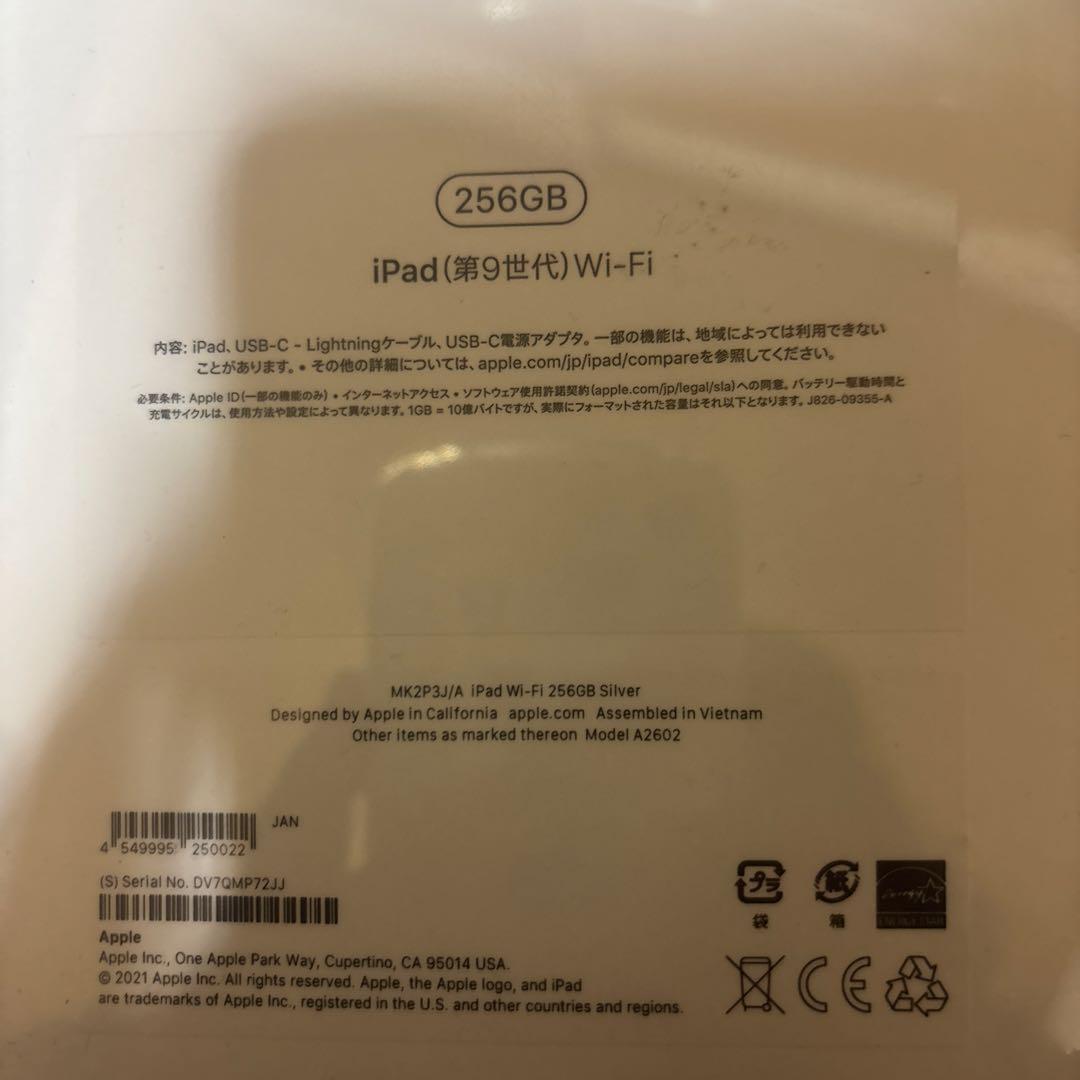 256GB
iPad(第9世代)Wi-Fi
内容: iPad、USB-C - Lightningケーブル、USB-C電源アダプタ。一部の機能は、地域によっては利用できない
ことがあります。• その他の詳細については、apple.com/jp/ipad/compareを参照してください。
必要条件: Apple ID(一部の機能のみ) • インターネットアクセス • ソフトウェア使用許諾契約(apple.com/jp/legal/sla)への同意。バッテリー駆動時間と
充電サイクルは、使用方法や設定によって異なります。1GB = 10億バイトですが、実際にフォーマットされた容量はそれ以下となります。J826-09355-A
MK2P3J/A iPad Wi-Fi 256GB Silver
Designed by Apple in California apple.com Assembled in Vietnam
Other items as marked thereon Model A2602
JAN
4 549995 250022
(S) Serial No. DV7QMP72JJ
プラ
紙
袋
箱
energy
ENERGY STAR
Apple
Apple Inc., One Apple Park Way, Cupertino, CA 95014 USA.
© 2021 Apple Inc. All rights reserved. Apple, the Apple logo, and iPad
are trademarks of Apple Inc., registered in the U.S. and other countries and regions.
CE